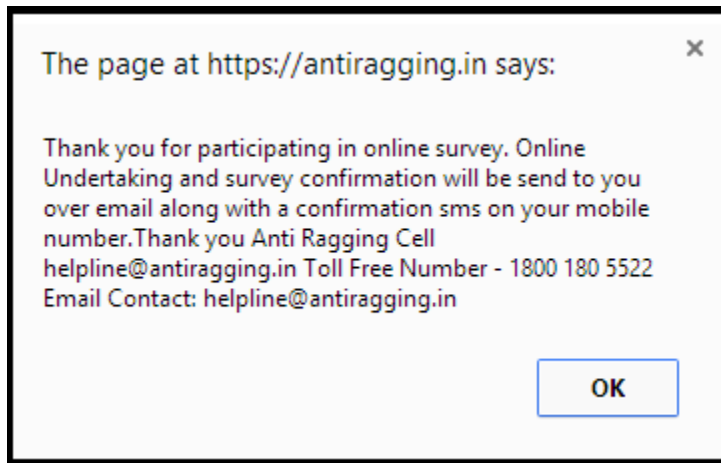 The page at https://antiragging.in says:
Thank you for participating in online survey. Online
Undertaking and survey confirmation will be send to you
over email along with a confirmation sms on your mobile
number.Thank you Anti Ragging Cell
helpline@antiragging.in Toll Free Number - 1800 180 5522
Email Contact: helpline@antiragging.in
OK